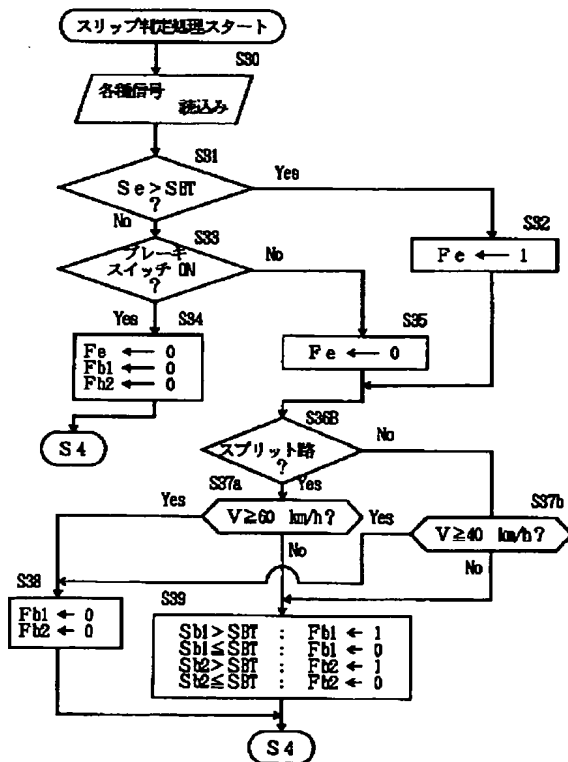 スリップ判定処理スタート
S30
各種信号
読込み
S31
Se>SBT
?
Yes
No
S32
Fe ← 1
S33
ブレーキ
スイッチ ON
?
No
Yes
S34
Fe ← 0
Fb1 ← 0
Fb2 ← 0
S4
S35
Fe ← 0
S36B
スプリット路
?
No
Yes
S37a
V≧60 km/h?
Yes
No
S37b
V≧40 km/h?
Yes
No
S38
Fb1 ← 0
Fb2 ← 0
S39
Sb1>SBT : Fb1 ← 1
Sb1≦SBT : Fb1 ← 0
Sb2>SBT : Fb2 ← 1
Sb2≦SBT : Fb2 ← 0
S4